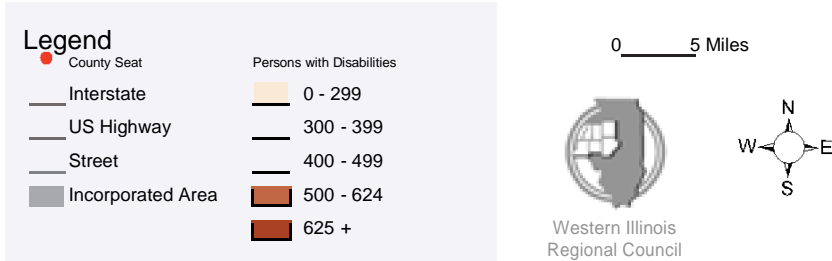 Legend
County Seat
Interstate
US Highway
Street
Incorporated Area
Persons with Disabilities
0 - 299
300 - 399
400 - 499
500 - 624
625 +
0 5 Miles
Western Illinois
Regional Council
N
W E
S